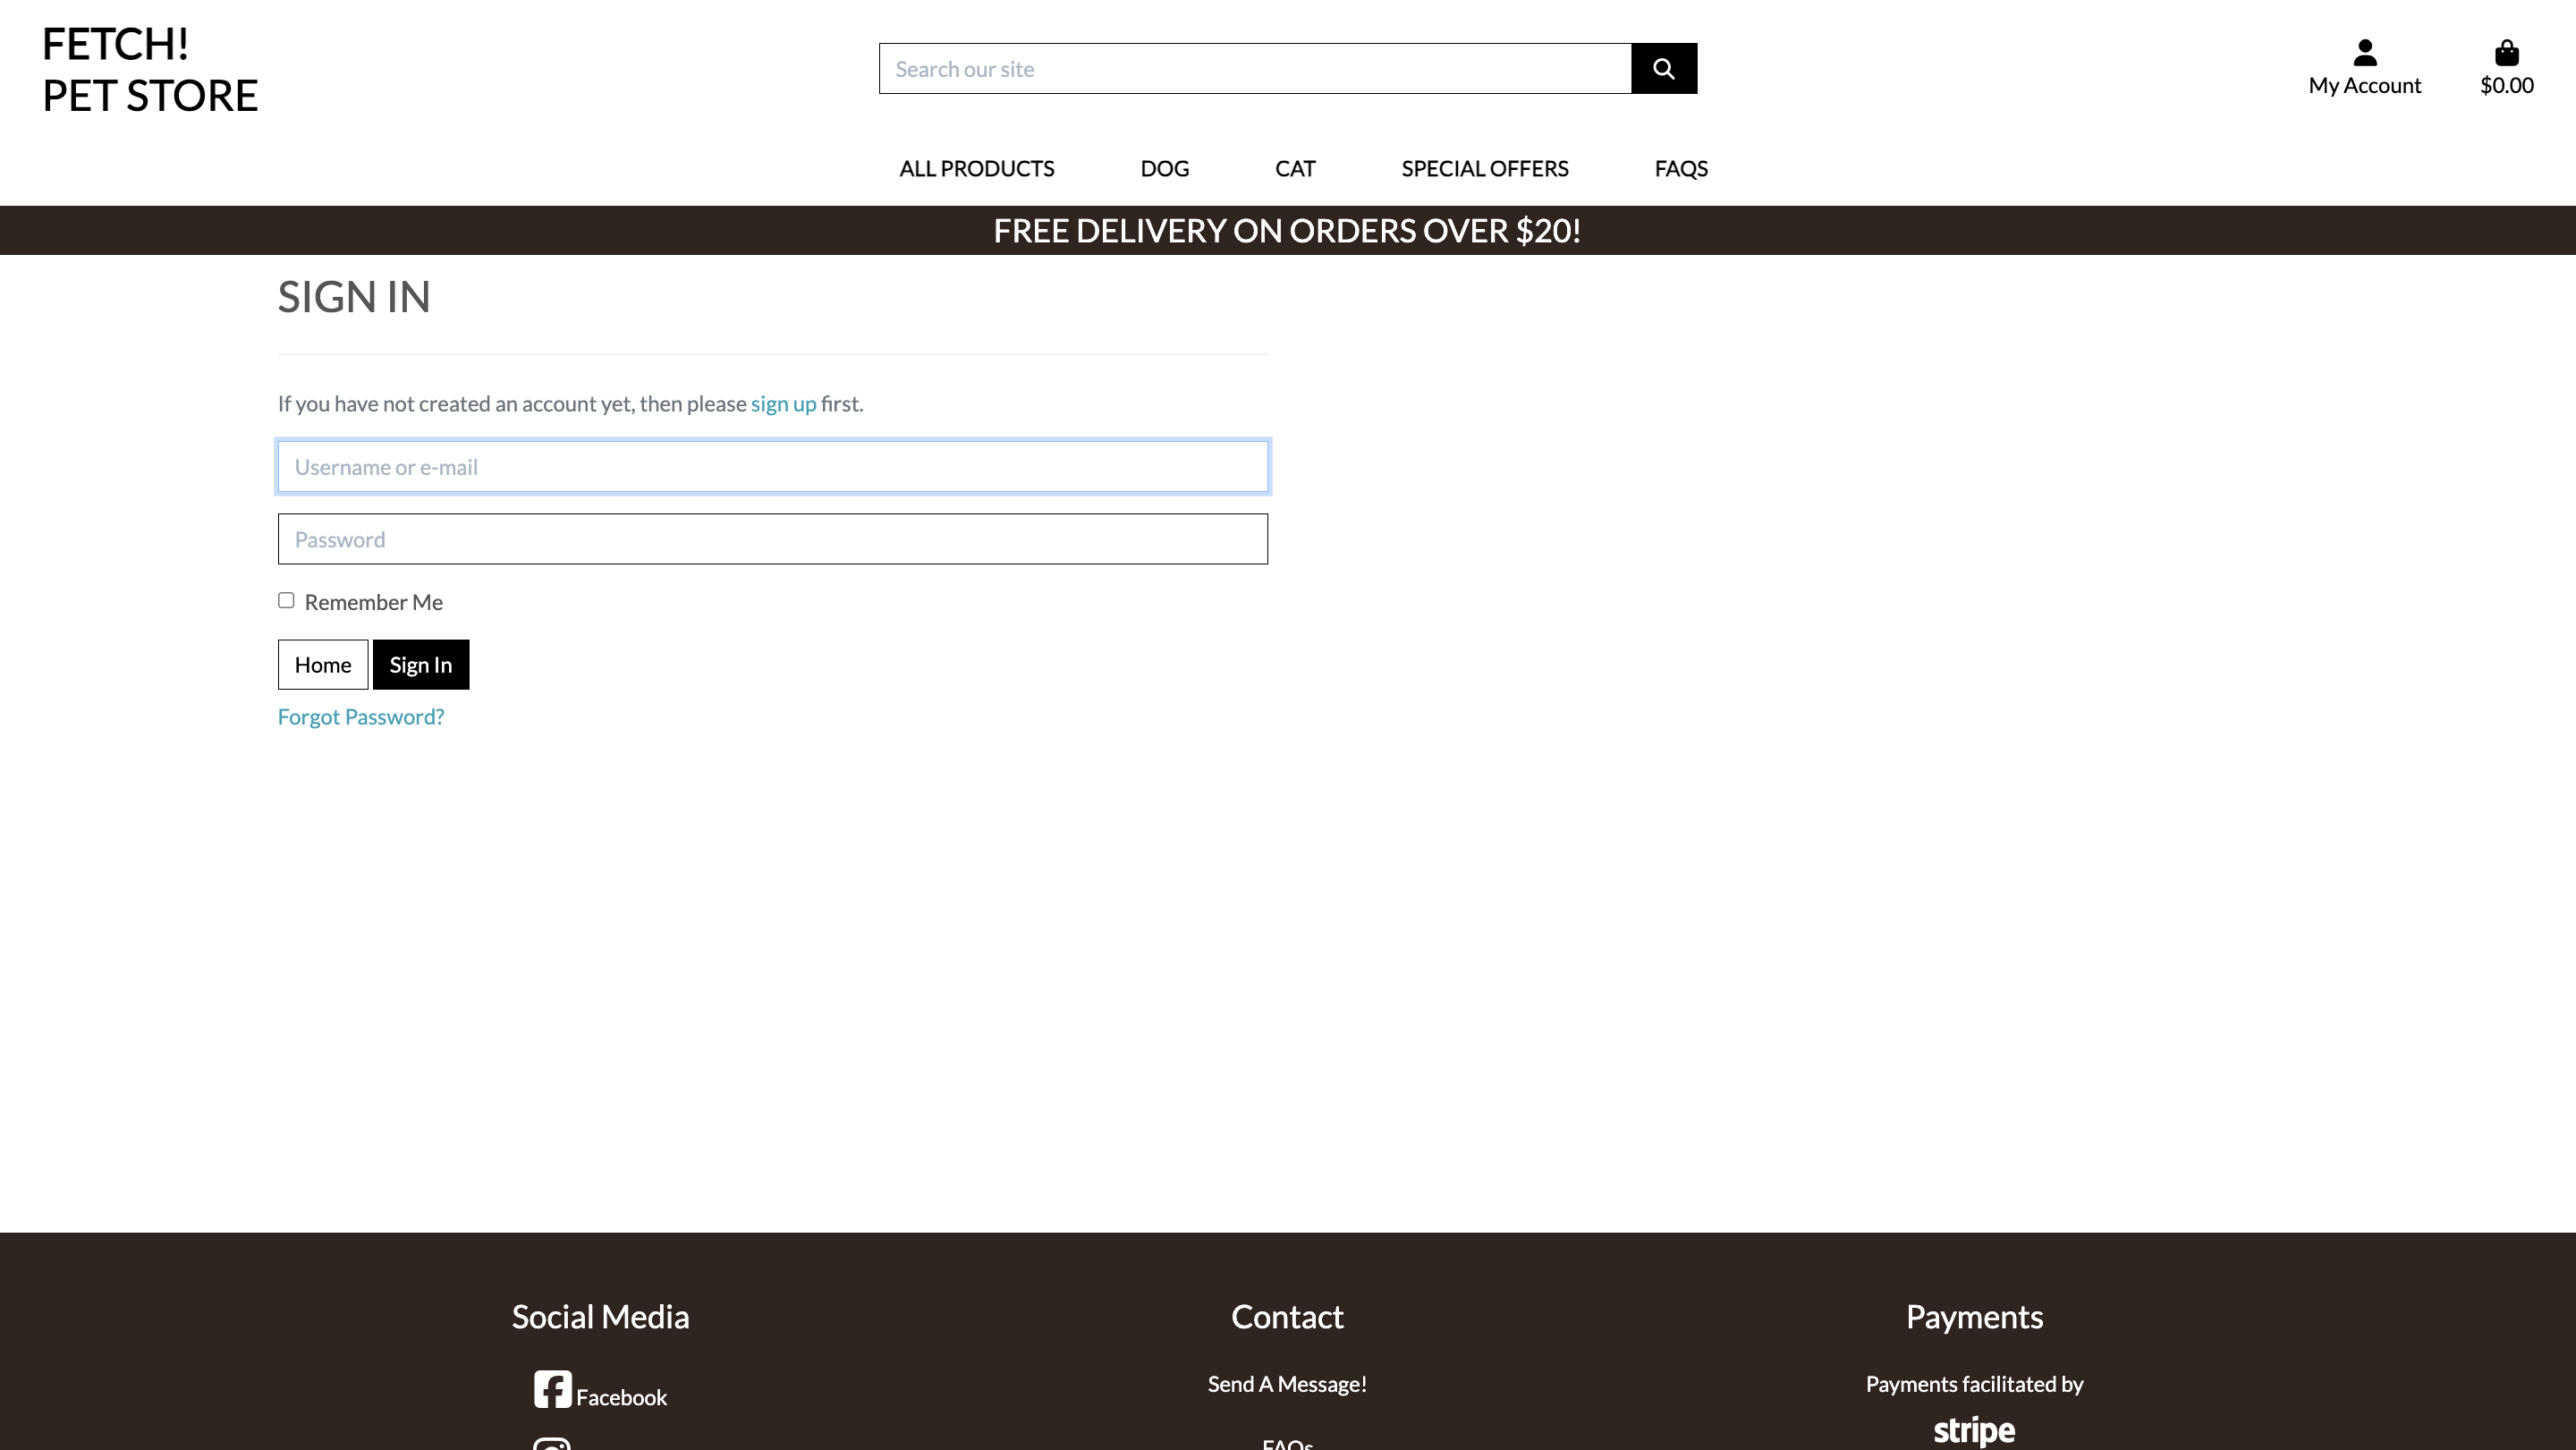 FETCH!
PET STORE
Search our site
My Account
$0.00
ALL PRODUCTS
DOG
CAT
SPECIAL OFFERS
FAQS
FREE DELIVERY ON ORDERS OVER $20!
SIGN IN
If you have not created an account yet, then please sign up first.
Username or e-mail
Password
Remember Me
Home
Sign In
Forgot Password?
Social Media
Facebook
Contact
Send A Message!
FAQs
Payments
Payments facilitated by
stripe